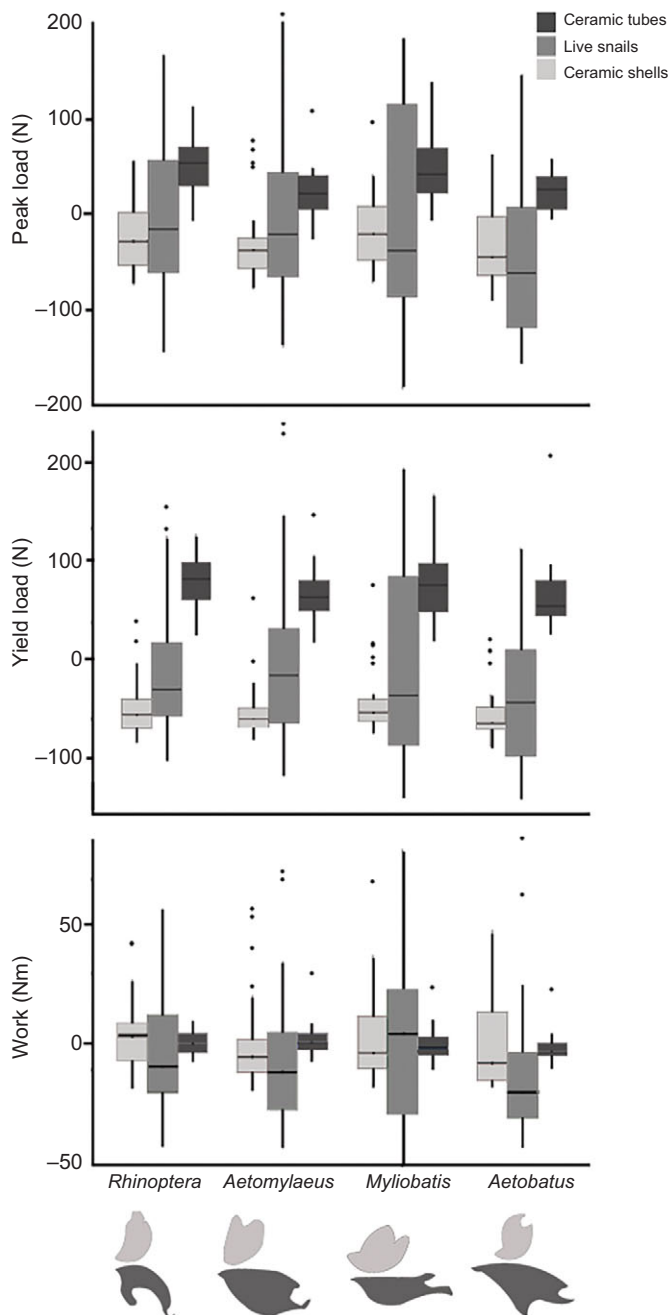 Ceramic tubes
Live snails
Ceramic shells
Peak load (N)
200
100
0
–100
–200
Yield load (N)
200
100
0
–100
Work (Nm)
50
0
–50
Rhinoptera Aetomylaeus Myliobatis Aetobatus